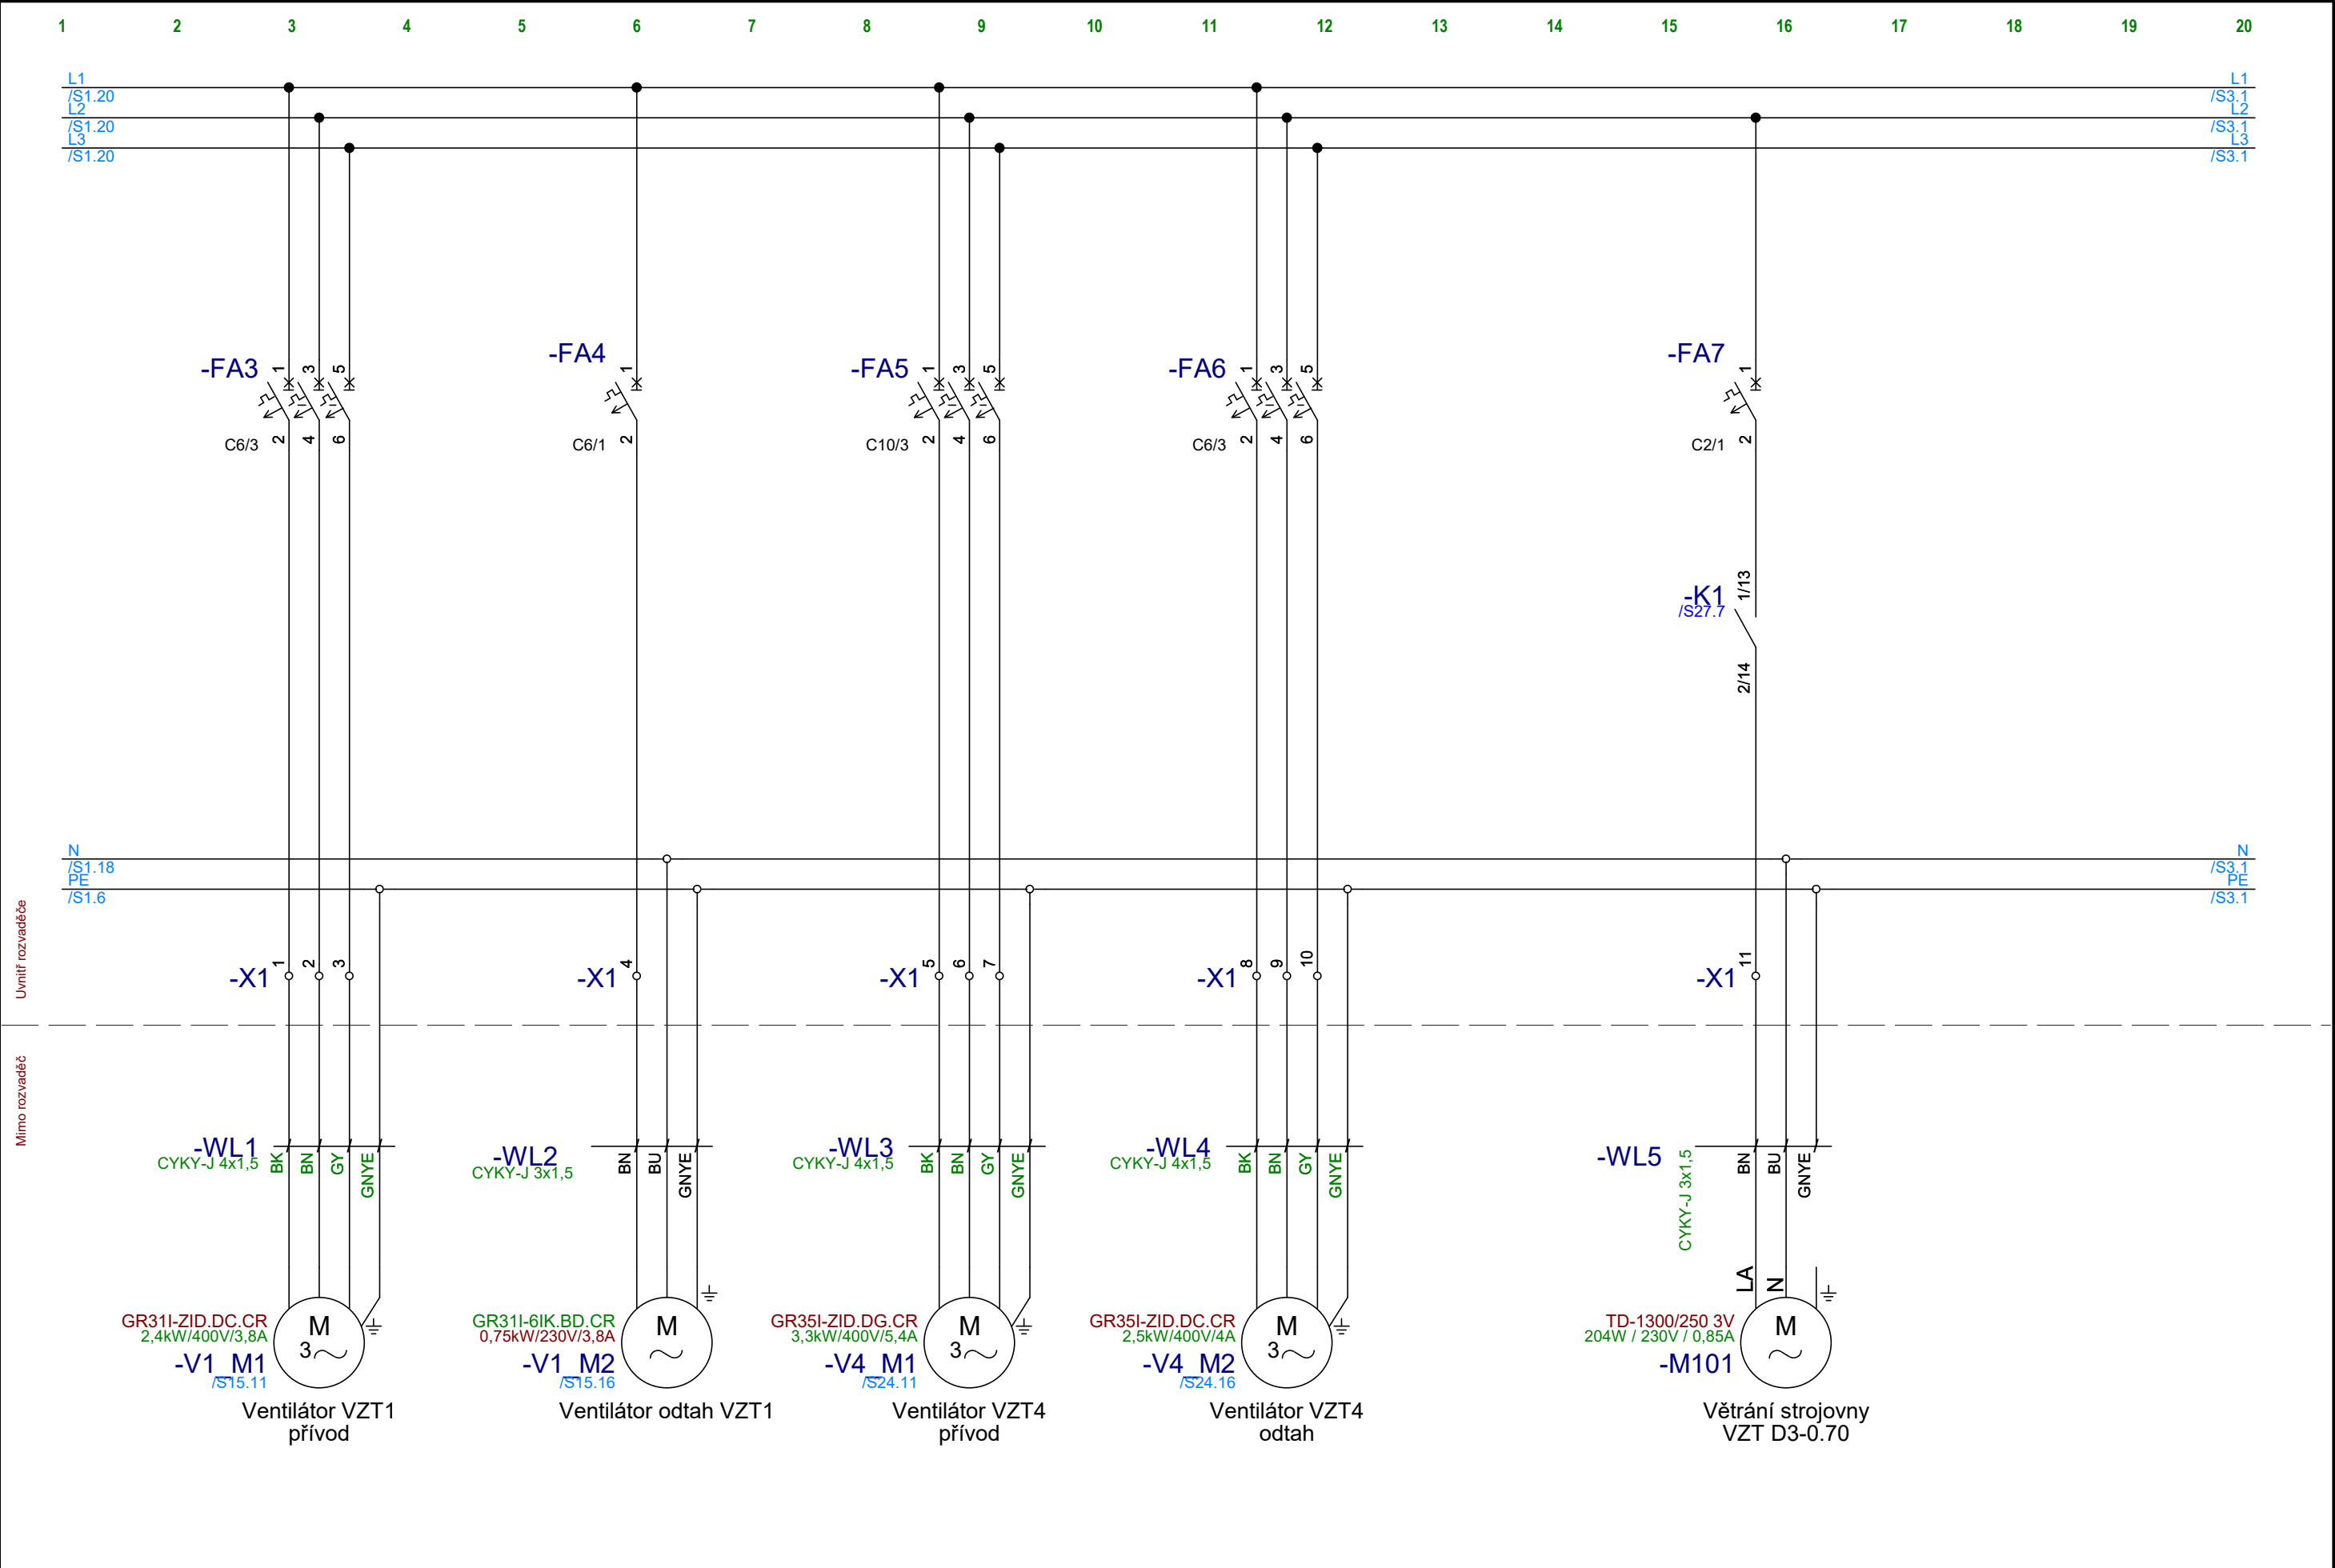 1 2 3 4 5 6 7 8 9 10 11 12 13 14 15 16 17 18 19 20
L1 L1
/S1.20 /S3.1
L2 L2
/S1.20 /S3.1
L3 L3
/S1.20 /S3.1
-FA3 1 3 5
C6/3 2 4 6
-FA4 1
C6/1 2
-FA5 1 3 5
C10/3 2 4 6
-FA6 1 3 5
C6/3 2 4 6
-FA7 1
C2/1 2
-K1 1/13
/S27.7
2/14
N N
/S1.18 /S3.1
PE PE
/S1.6 /S3.1
Uvnitř rozvaděče
-X1 1 2 3
-X1 4
-X1 5 6 7
-X1 8 9 10
-X1 11
Mimo rozvaděč
-WL1
CYKY-J 4x1,5 BK BN GY GNYE
-WL2
CYKY-J 3x1,5 BN BU GNYE
-WL3
CYKY-J 4x1,5 BK BN GY GNYE
-WL4
CYKY-J 4x1,5 BK BN GY GNYE
-WL5
CYKY-J 3x1,5 BN BU GNYE
LA N
GR31I-ZID.DC.CR
2,4kW/400V/3,8A
-V1_M1
/S15.11
M
3
Ventilátor VZT1
přívod
GR31I-6IK.BD.CR
0,75kW/230V/3,8A
-V1_M2
/S15.16
M
Ventilátor odtah VZT1
GR35I-ZID.DG.CR
3,3kW/400V/5,4A
-V4_M1
/S24.11
M
3
Ventilátor VZT4
přívod
GR35I-ZID.DC.CR
2,5kW/400V/4A
-V4_M2
/S24.16
M
3
Ventilátor VZT4
odtah
TD-1300/250 3V
204W / 230V / 0,85A
-M101
M
Větrání strojovny
VZT D3-0.70